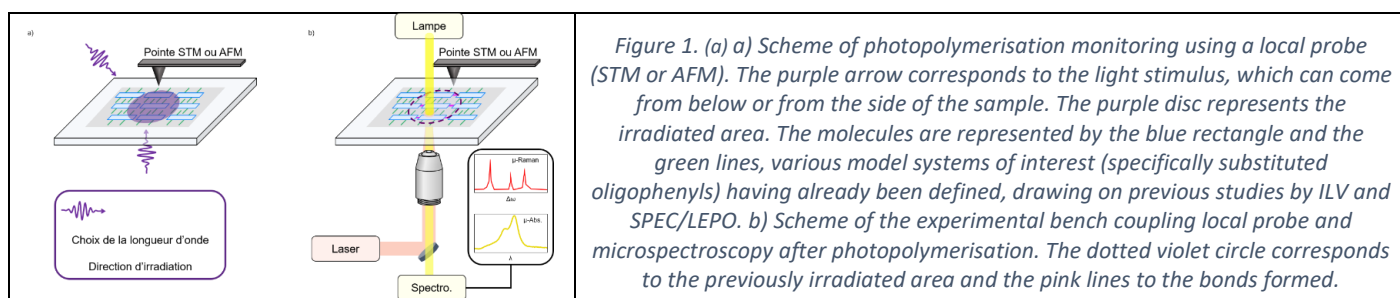 a)
Pointe STM ou AFM
Choix de la longueur d'onde
Direction d'irradiation
b)
Lampe
Pointe STM ou AFM
µ-Raman
Δω
µ-Abs.
λ
Laser
Spectro.
Figure 1. (a) a) Scheme of photopolymerisation monitoring using a local probe
(STM or AFM). The purple arrow corresponds to the light stimulus, which can come
from below or from the side of the sample. The purple disc represents the
irradiated area. The molecules are represented by the blue rectangle and the
green lines, various model systems of interest (specifically substituted
oligophenyls) having already been defined, drawing on previous studies by ILV and
SPEC/LEPO. b) Scheme of the experimental bench coupling local probe and
microspectroscopy after photopolymerisation. The dotted violet circle corresponds
to the previously irradiated area and the pink lines to the bonds formed.